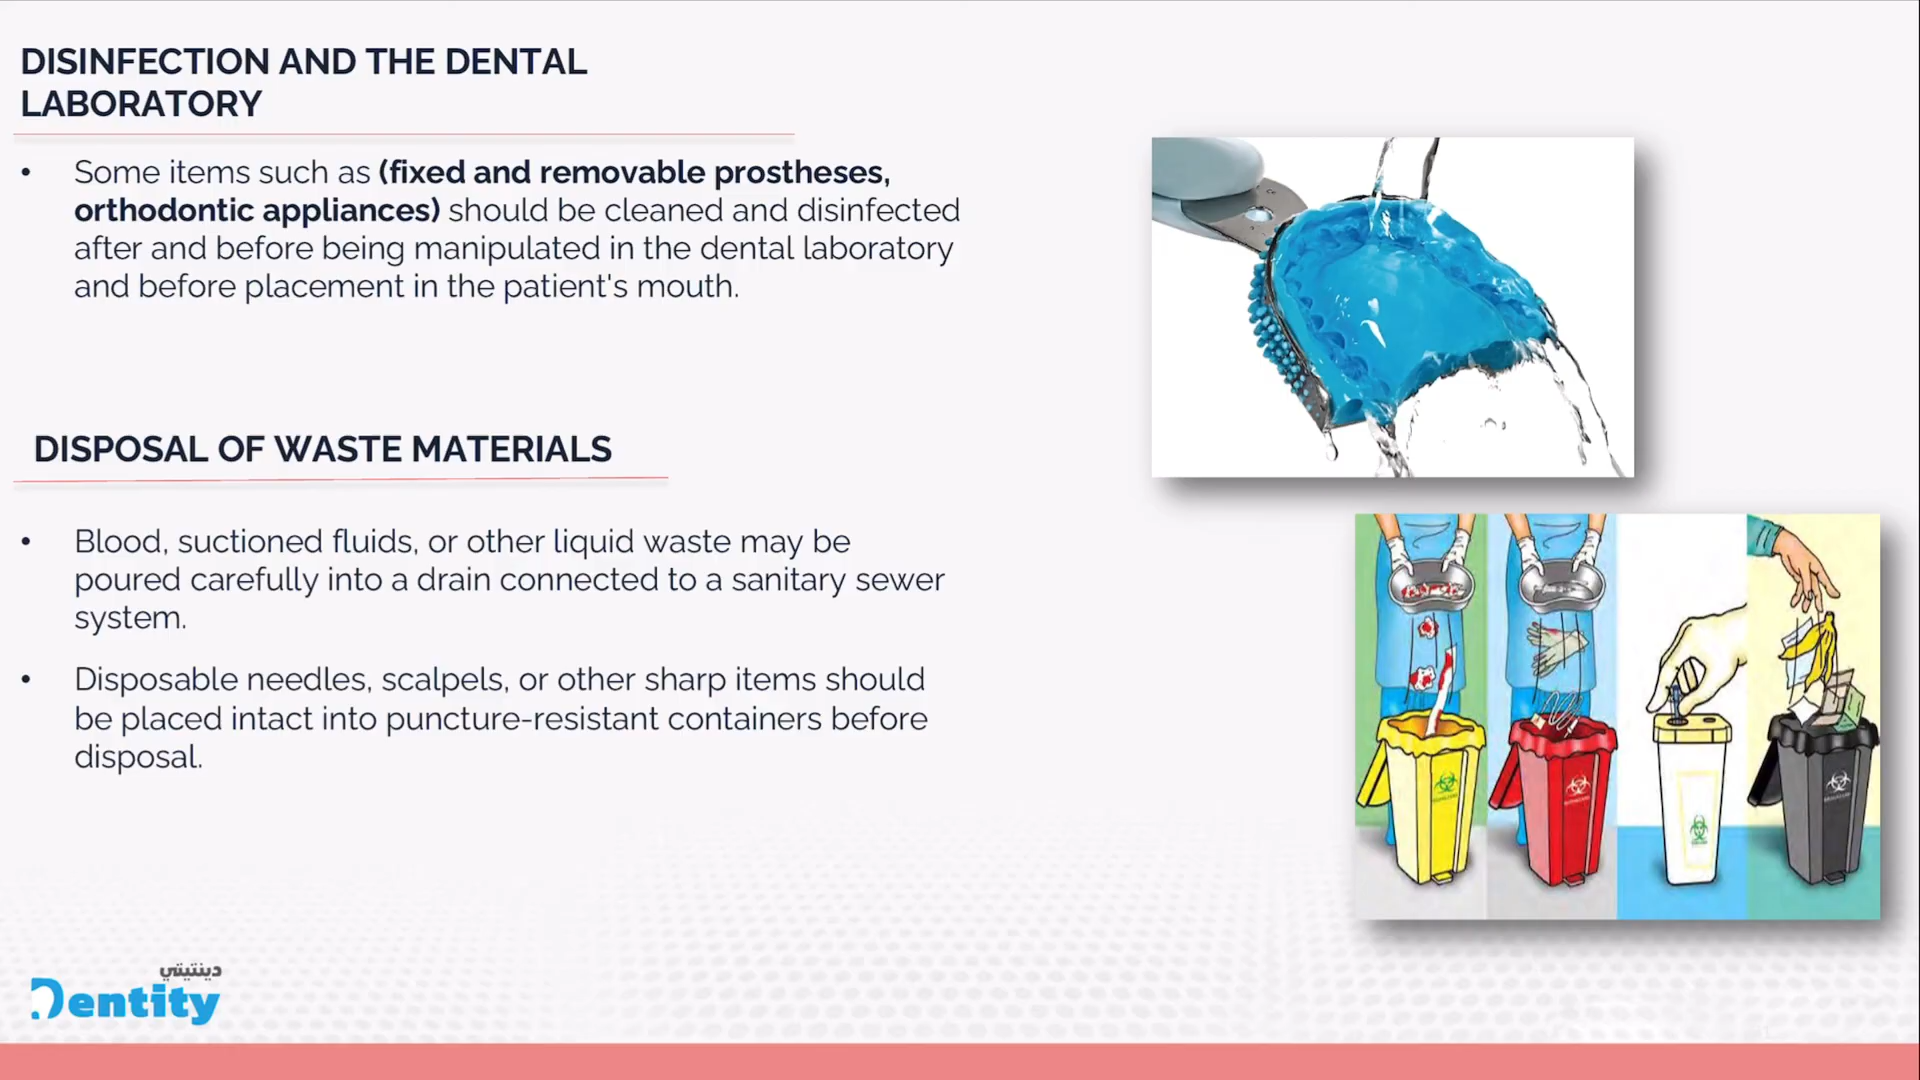 DISINFECTION AND THE DENTAL
LABORATORY
• Some items such as (fixed and removable prostheses,
orthodontic appliances) should be cleaned and disinfected
after and before being manipulated in the dental laboratory
and before placement in the patient's mouth.
DISPOSAL OF WASTE MATERIALS
• Blood, suctioned fluids, or other liquid waste may be
poured carefully into a drain connected to a sanitary sewer
system.
• Disposable needles, scalpels, or other sharp items should
be placed intact into puncture-resistant containers before
disposal.
دينتيتي
Dentity